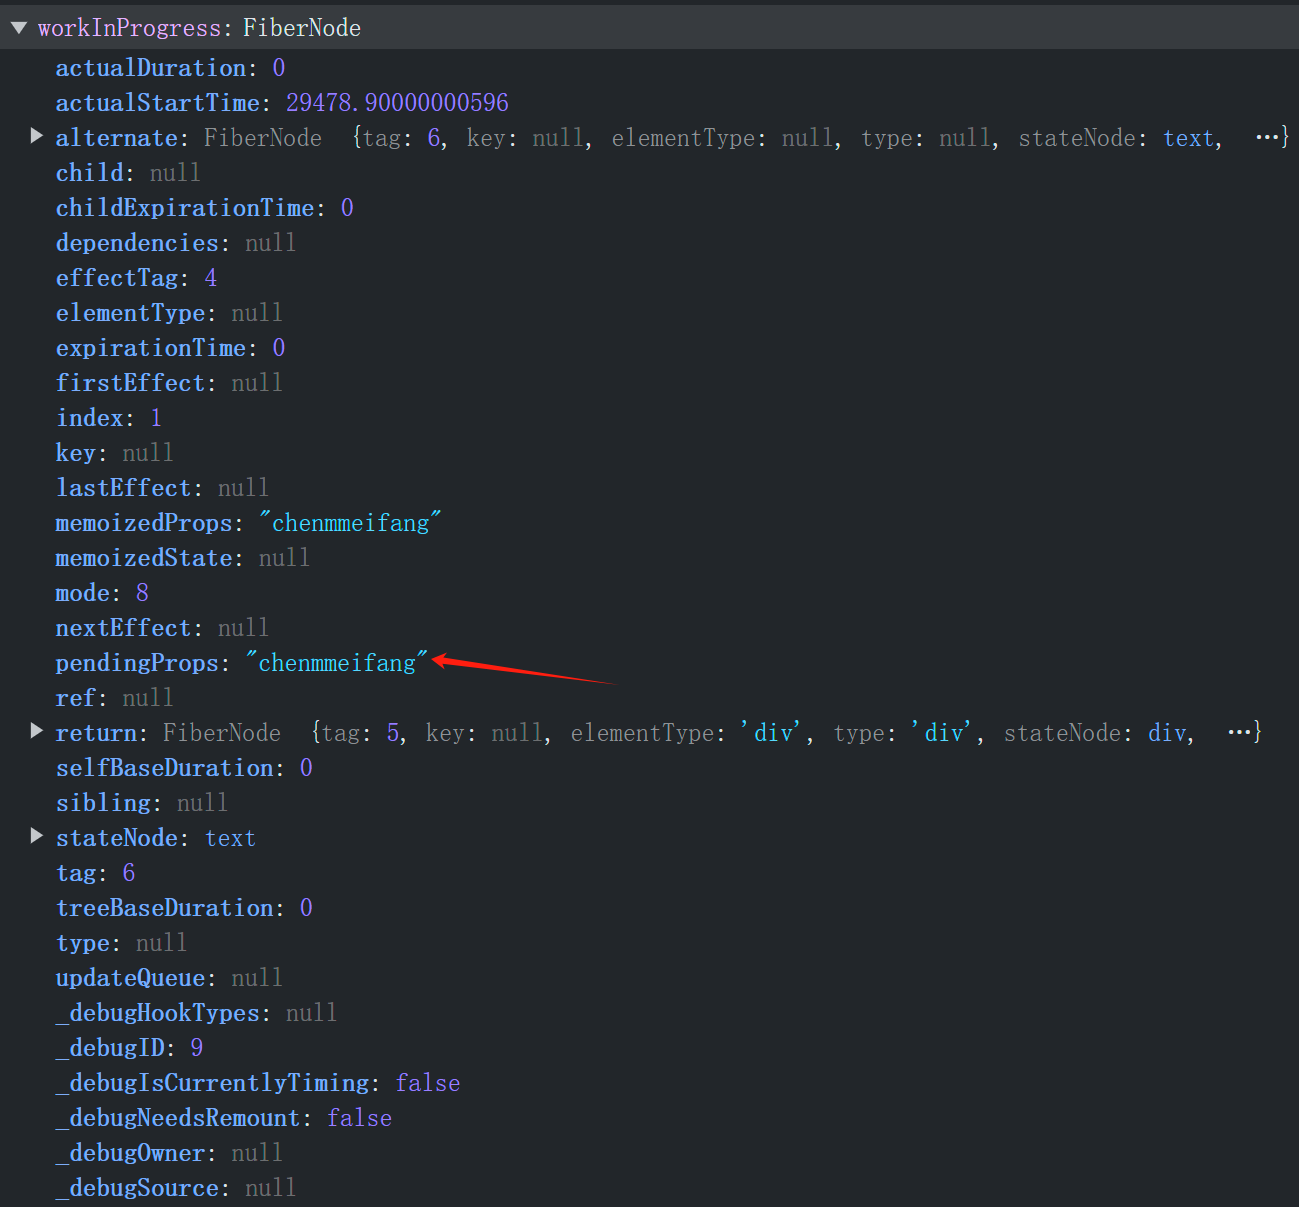 workInProgress: FiberNode
actualDuration: 0
actualStartTime: 29478.90000000596
alternate: FiberNode {tag: 6, key: null, elementType: null, type: null, stateNode: text, …}
child: null
childExpirationTime: 0
dependencies: null
effectTag: 4
elementType: null
expirationTime: 0
firstEffect: null
index: 1
key: null
lastEffect: null
memoizedProps: "chenmmeifang"
memoizedState: null
mode: 8
nextEffect: null
pendingProps: "chenmmeifang"
ref: null
return: FiberNode {tag: 5, key: null, elementType: 'div', type: 'div', stateNode: div, …}
selfBaseDuration: 0
sibling: null
stateNode: text
tag: 6
treeBaseDuration: 0
type: null
updateQueue: null
_debugHookTypes: null
_debugID: 9
_debugIsCurrentlyTiming: false
_debugNeedsRemount: false
_debugOwner: null
_debugSource: null